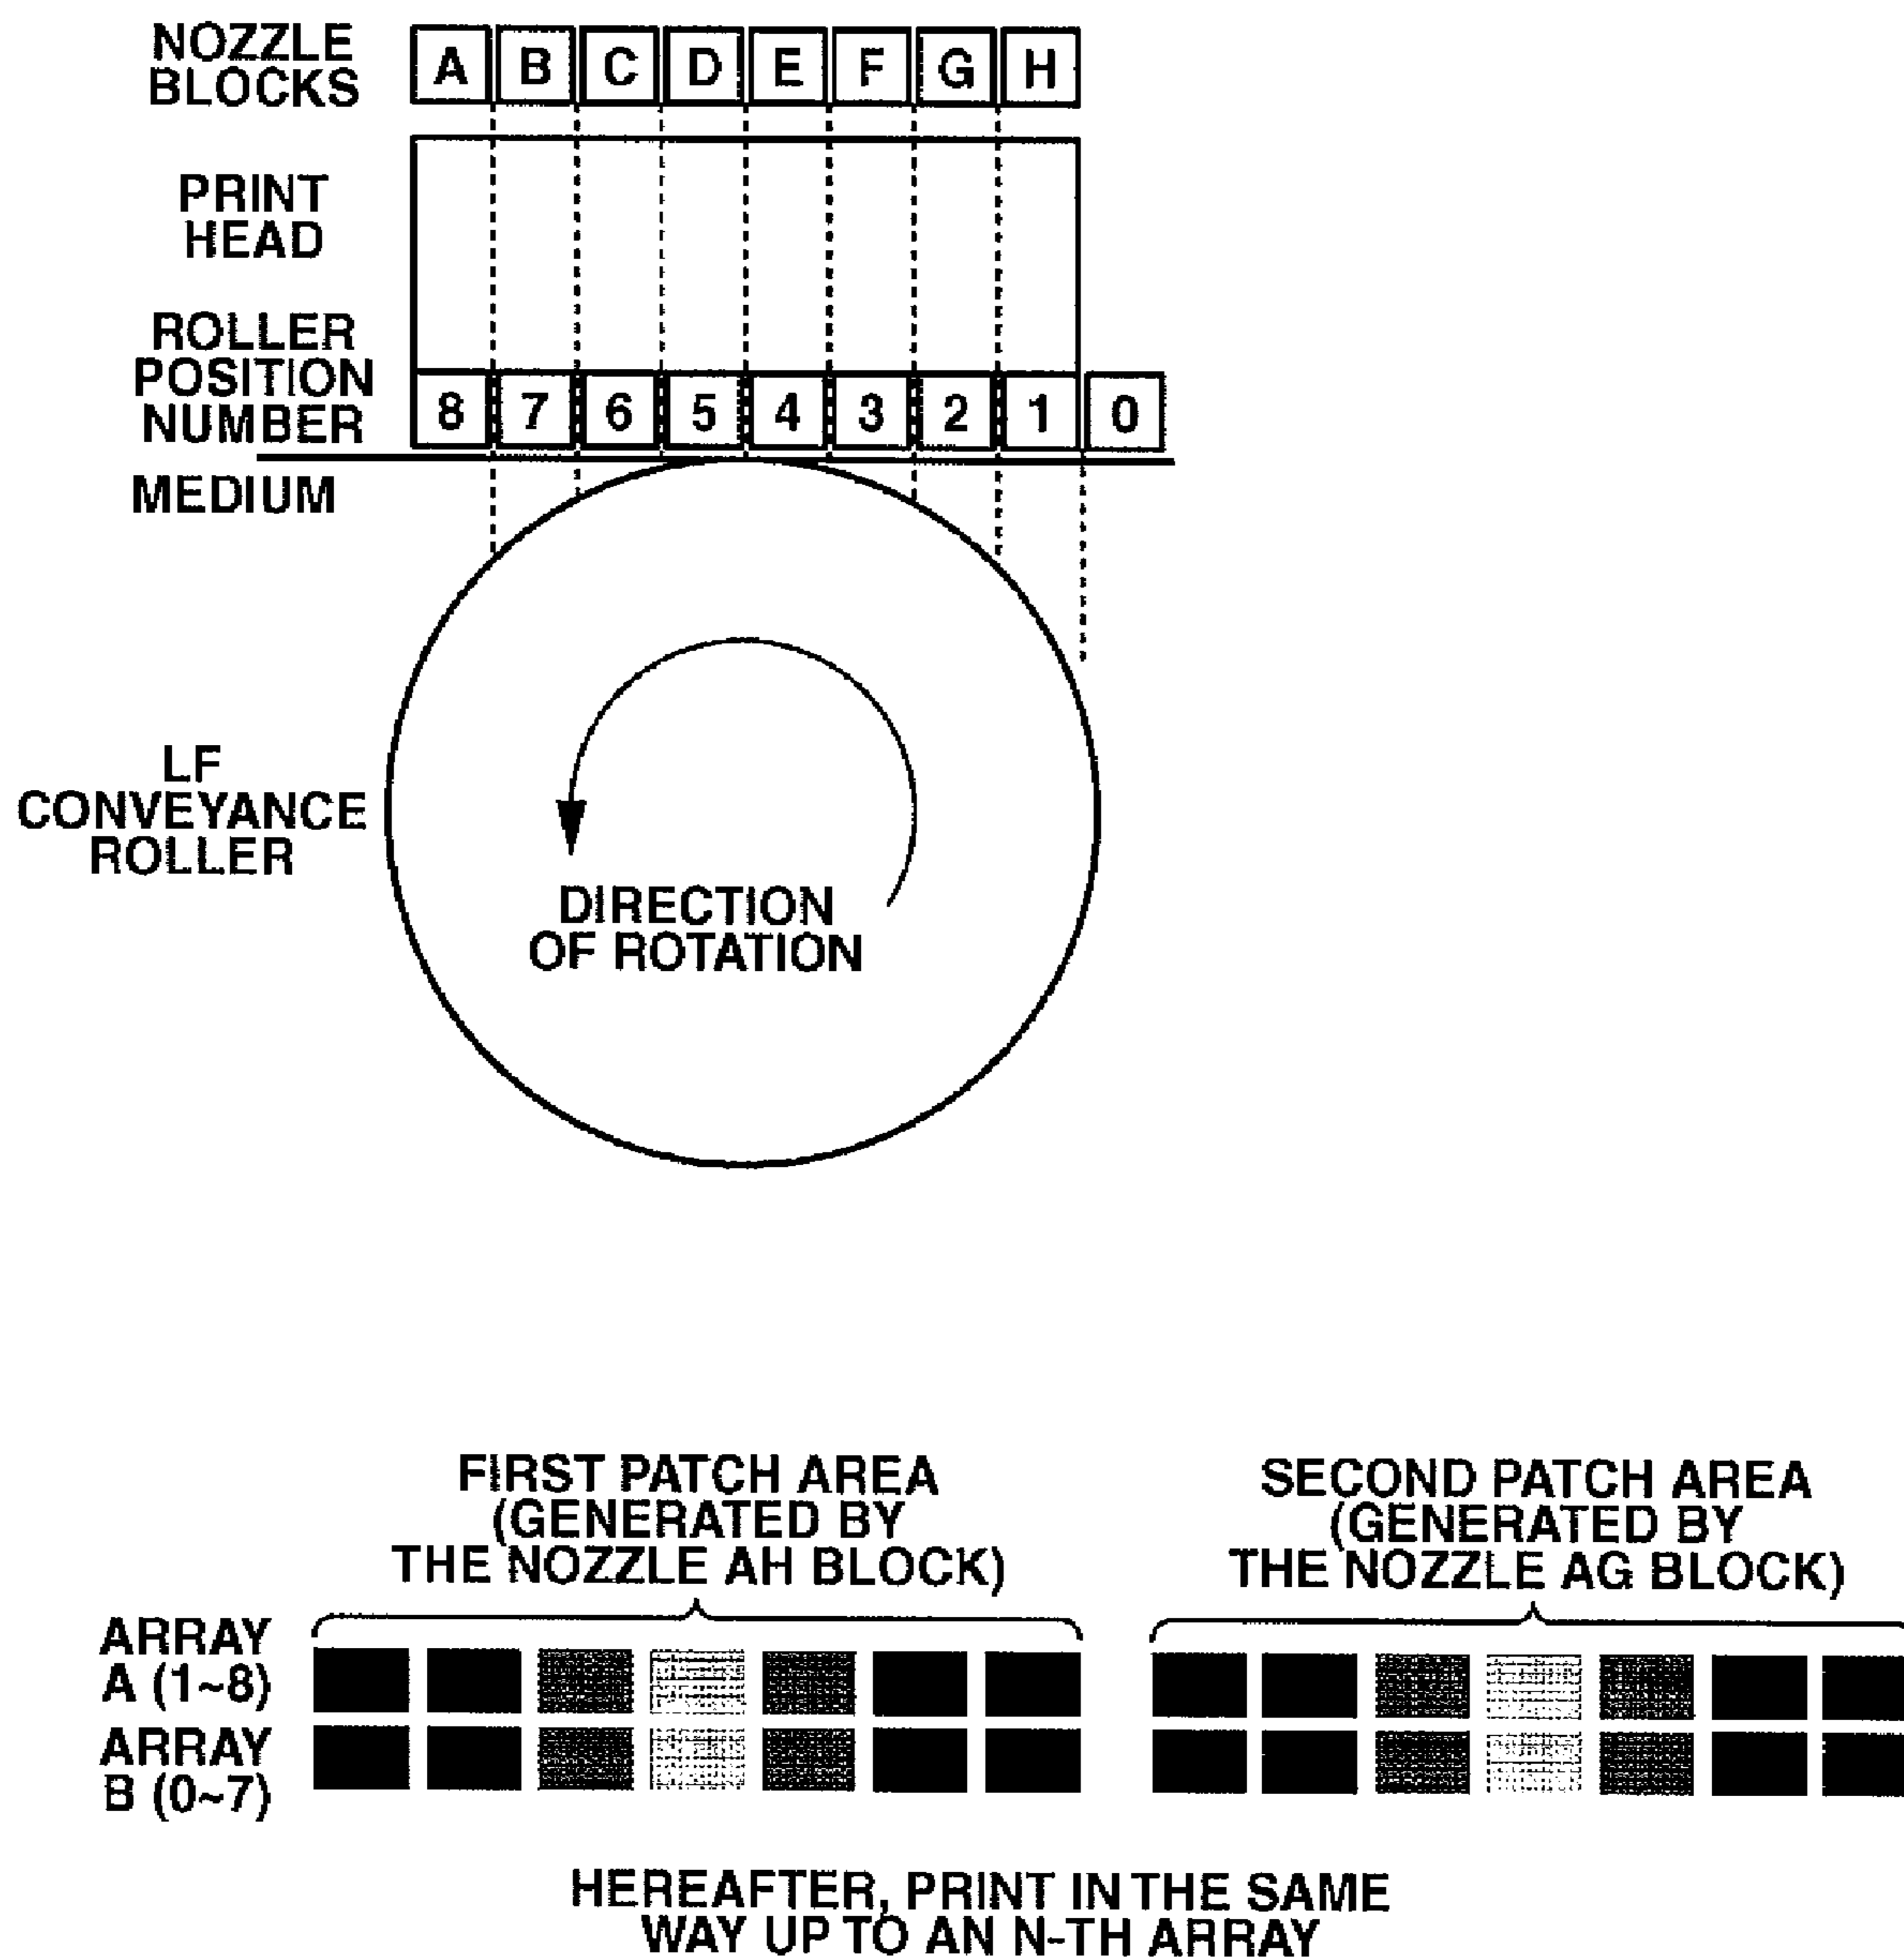 NOZZLE
BLOCKS
A B C D E F G H
PRINT
HEAD
ROLLER
POSITION
NUMBER
8 7 6 5 4 3 2 1 0
MEDIUM
LF
CONVEYANCE
ROLLER
DIRECTION
OF ROTATION
FIRST PATCH AREA
(GENERATED BY
THE NOZZLE AH BLOCK)
SECOND PATCH AREA
(GENERATED BY
THE NOZZLE AG BLOCK)
ARRAY
A (1~8)
ARRAY
B (0~7)
HEREAFTER, PRINT IN THE SAME
WAY UP TO AN N-TH ARRAY